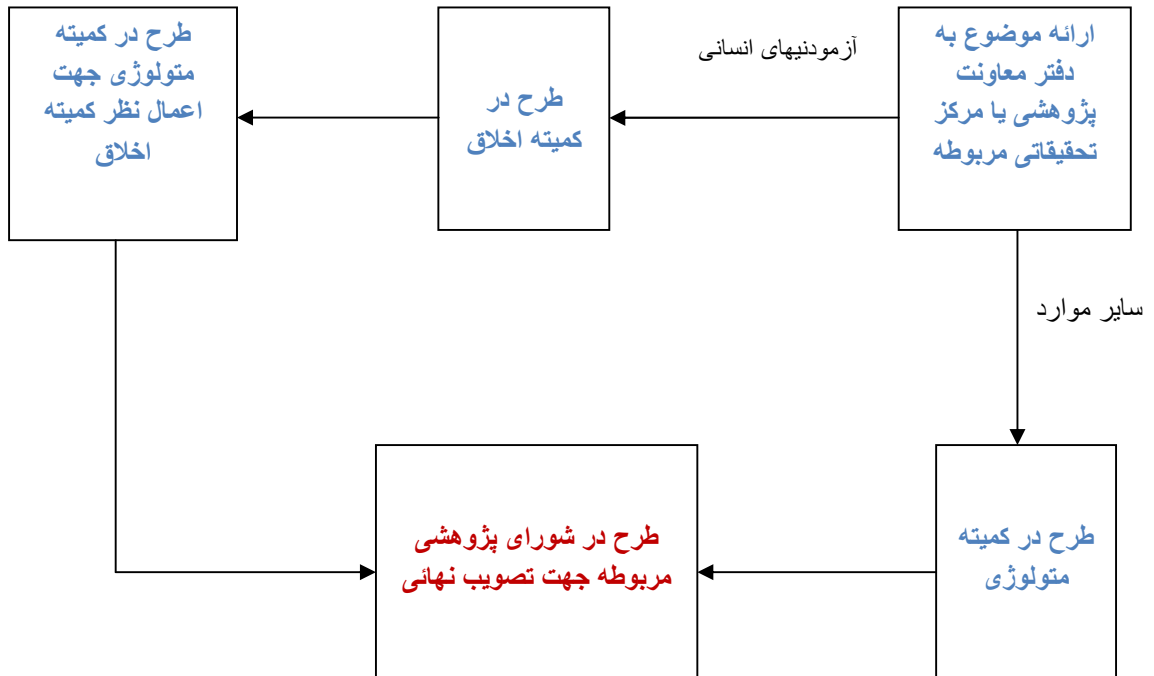 ارائه موضوع به
دفتر معاونت
پژوهشی یا مرکز
تحقیقاتی مربوطه
آزمودنیهای انسانی
طرح در
کمیته اخلاق
طرح در کمیته
متولوژی جهت
اعمال نظر کمیته
اخلاق
سایر موارد
طرح در کمیته
متولوژی
طرح در شورای پژوهشی
مربوطه جهت تصویب نهائی